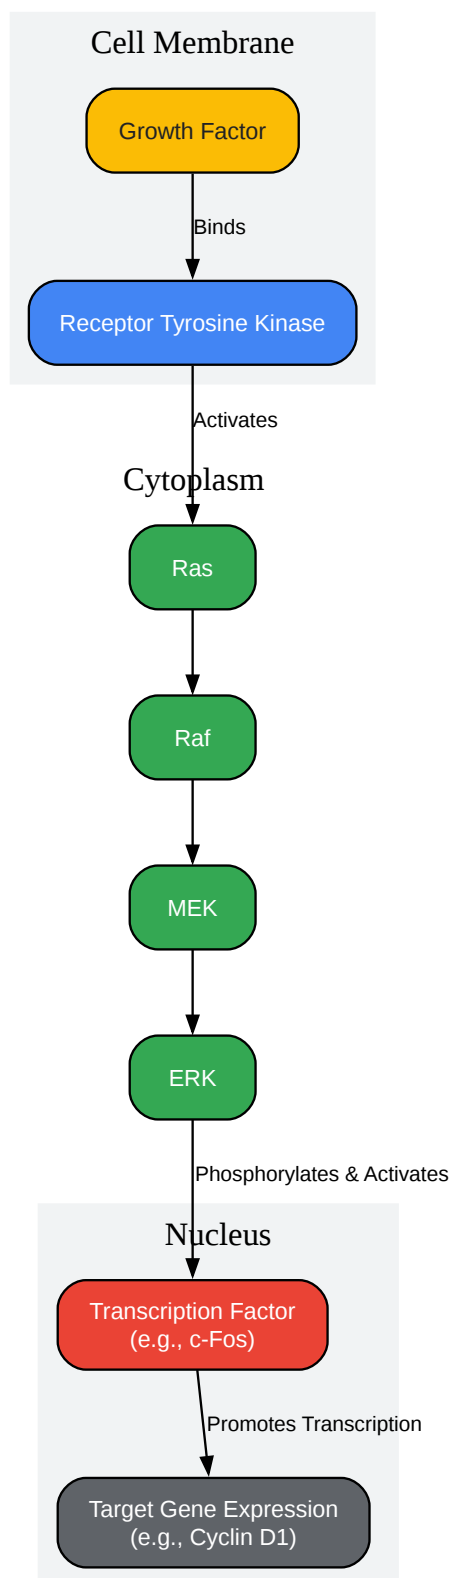 Cell Membrane
Growth Factor
Binds
Receptor Tyrosine Kinase
Activates
Cytoplasm
Ras
Raf
MEK
ERK
Phosphorylates & Activates
Nucleus
Transcription Factor
(e.g., c-Fos)
Promotes Transcription
Target Gene Expression
(e.g., Cyclin D1)